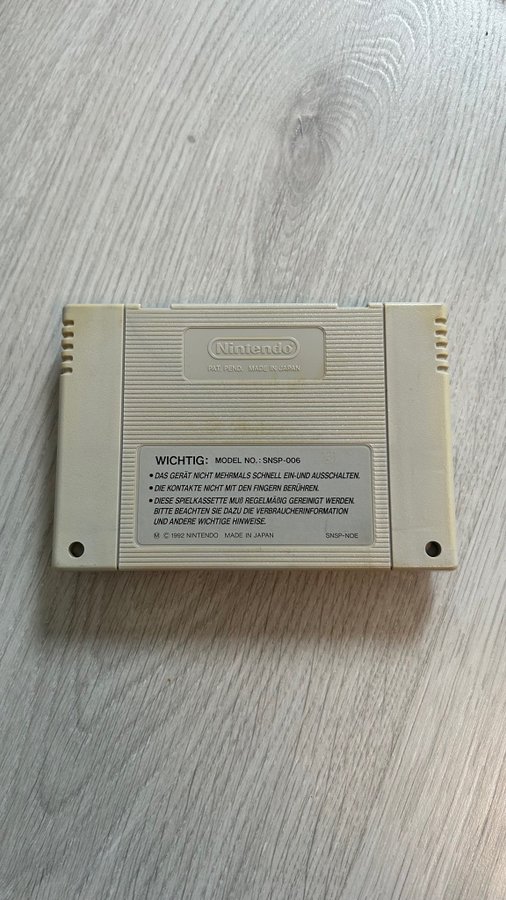 Nintendo
PAT. PEND. MADE IN JAPAN
WICHTIG: MODEL NO.: SNSP-006
• DAS GERÄT NICHT MEHRMALS SCHNELL EIN-UND AUSSCHALTEN.
• DIE KONTAKTE NICHT MIT DEN FINGERN BERÜHREN.
• DIESE SPIELKASSETTE MUß REGELMÄßIG GEREINIGT WERDEN.
BITTE BEACHTEN SIE DAZU DIE VERBRAUCHERINFORMATION
UND ANDERE WICHTIGE HINWEISE.
Ⓜ © 1992 NINTENDO MADE IN JAPAN SNSP-NOE